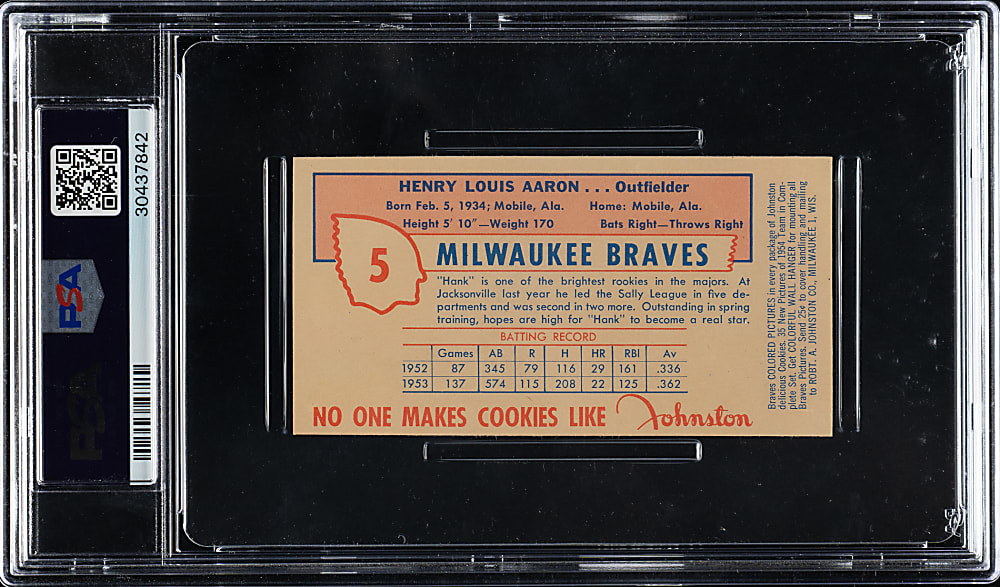 30437842
PSA
HENRY LOUIS AARON ... Outfielder
Born Feb. 5, 1934; Mobile, Ala. Home: Mobile, Ala.
Height 5' 10"—Weight 170 Bats Right—Throws Right
5
MILWAUKEE BRAVES
"Hank" is one of the brightest rookies in the majors. At
Jacksonville last year he led the Sally League in five de-
partments and was second in two more. Outstanding in spring
training, hopes are high for "Hank" to become a real star.
BATTING RECORD
Games AB R H HR RBI Av
1952 87 345 79 116 29 161 .336
1953 137 574 115 208 22 125 .362
NO ONE MAKES COOKIES LIKE Johnston
Braves COLORED PICTURES in every package of Johnston
delicious Cookies. 35 New Pictures of 1954 Team in Com-
plete Set. Get COLORFUL WALL HANGER for mounting all
Braves Pictures. Send 25¢ to cover handling and mailing
to ROBT. A. JOHNSTON CO., MILWAUKEE 1, WIS.